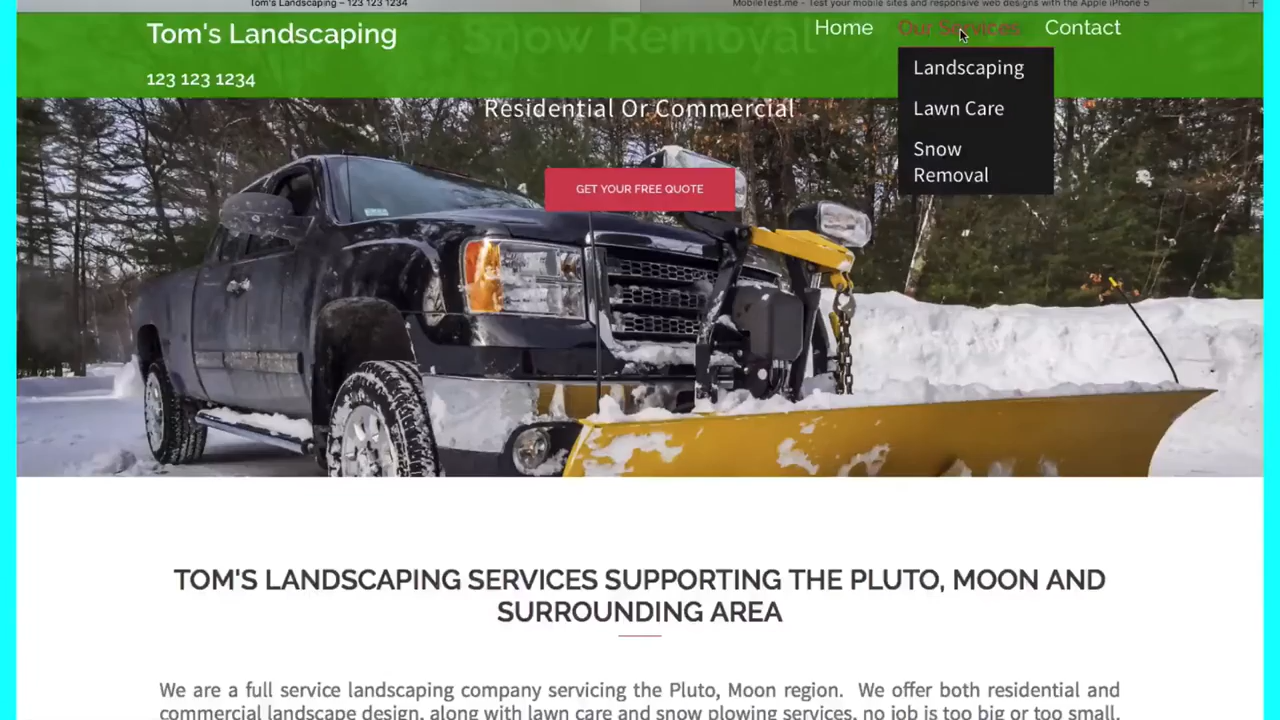 Tom's Landscaping – 123 123 1234
MobileTest.me - Test your mobile sites and responsive web designs with the Apple iPhone 5
Tom's Landscaping
Snow Removal
Home Our Services Contact
123 123 1234
Landscaping
Lawn Care
Snow
Removal
Residential Or Commercial
GET YOUR FREE QUOTE
TOM'S LANDSCAPING SERVICES SUPPORTING THE PLUTO, MOON AND
SURROUNDING AREA
We are a full service landscaping company servicing the Pluto, Moon region. We offer both residential and
commercial landscape design, along with lawn care and snow plowing services, no job is too big or too small.